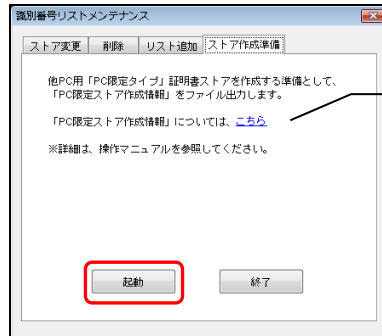 識別番号リストメンテナンス
ストア変更 削除 リスト追加 ストア作成準備
他PC用「PC限定タイプ」証明書ストアを作成する準備として、
「PC限定ストア作成情報」をファイル出力します。
「PC限定ストア作成情報」については、こちら
※詳細は、操作マニュアルを参照してください。
起動 終了